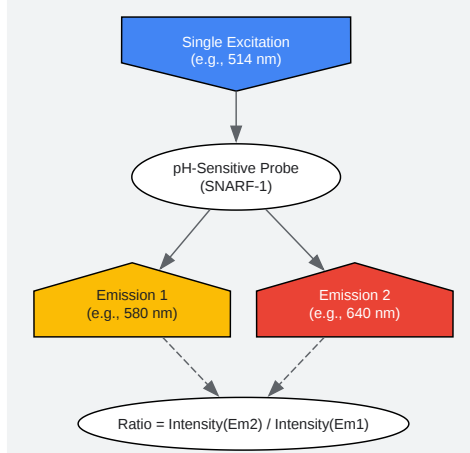 Single Excitation
(e.g., 514 nm)
pH-Sensitive Probe
(SNARF-1)
Emission 1
(e.g., 580 nm)
Emission 2
(e.g., 640 nm)
Ratio = Intensity(Em2) / Intensity(Em1)